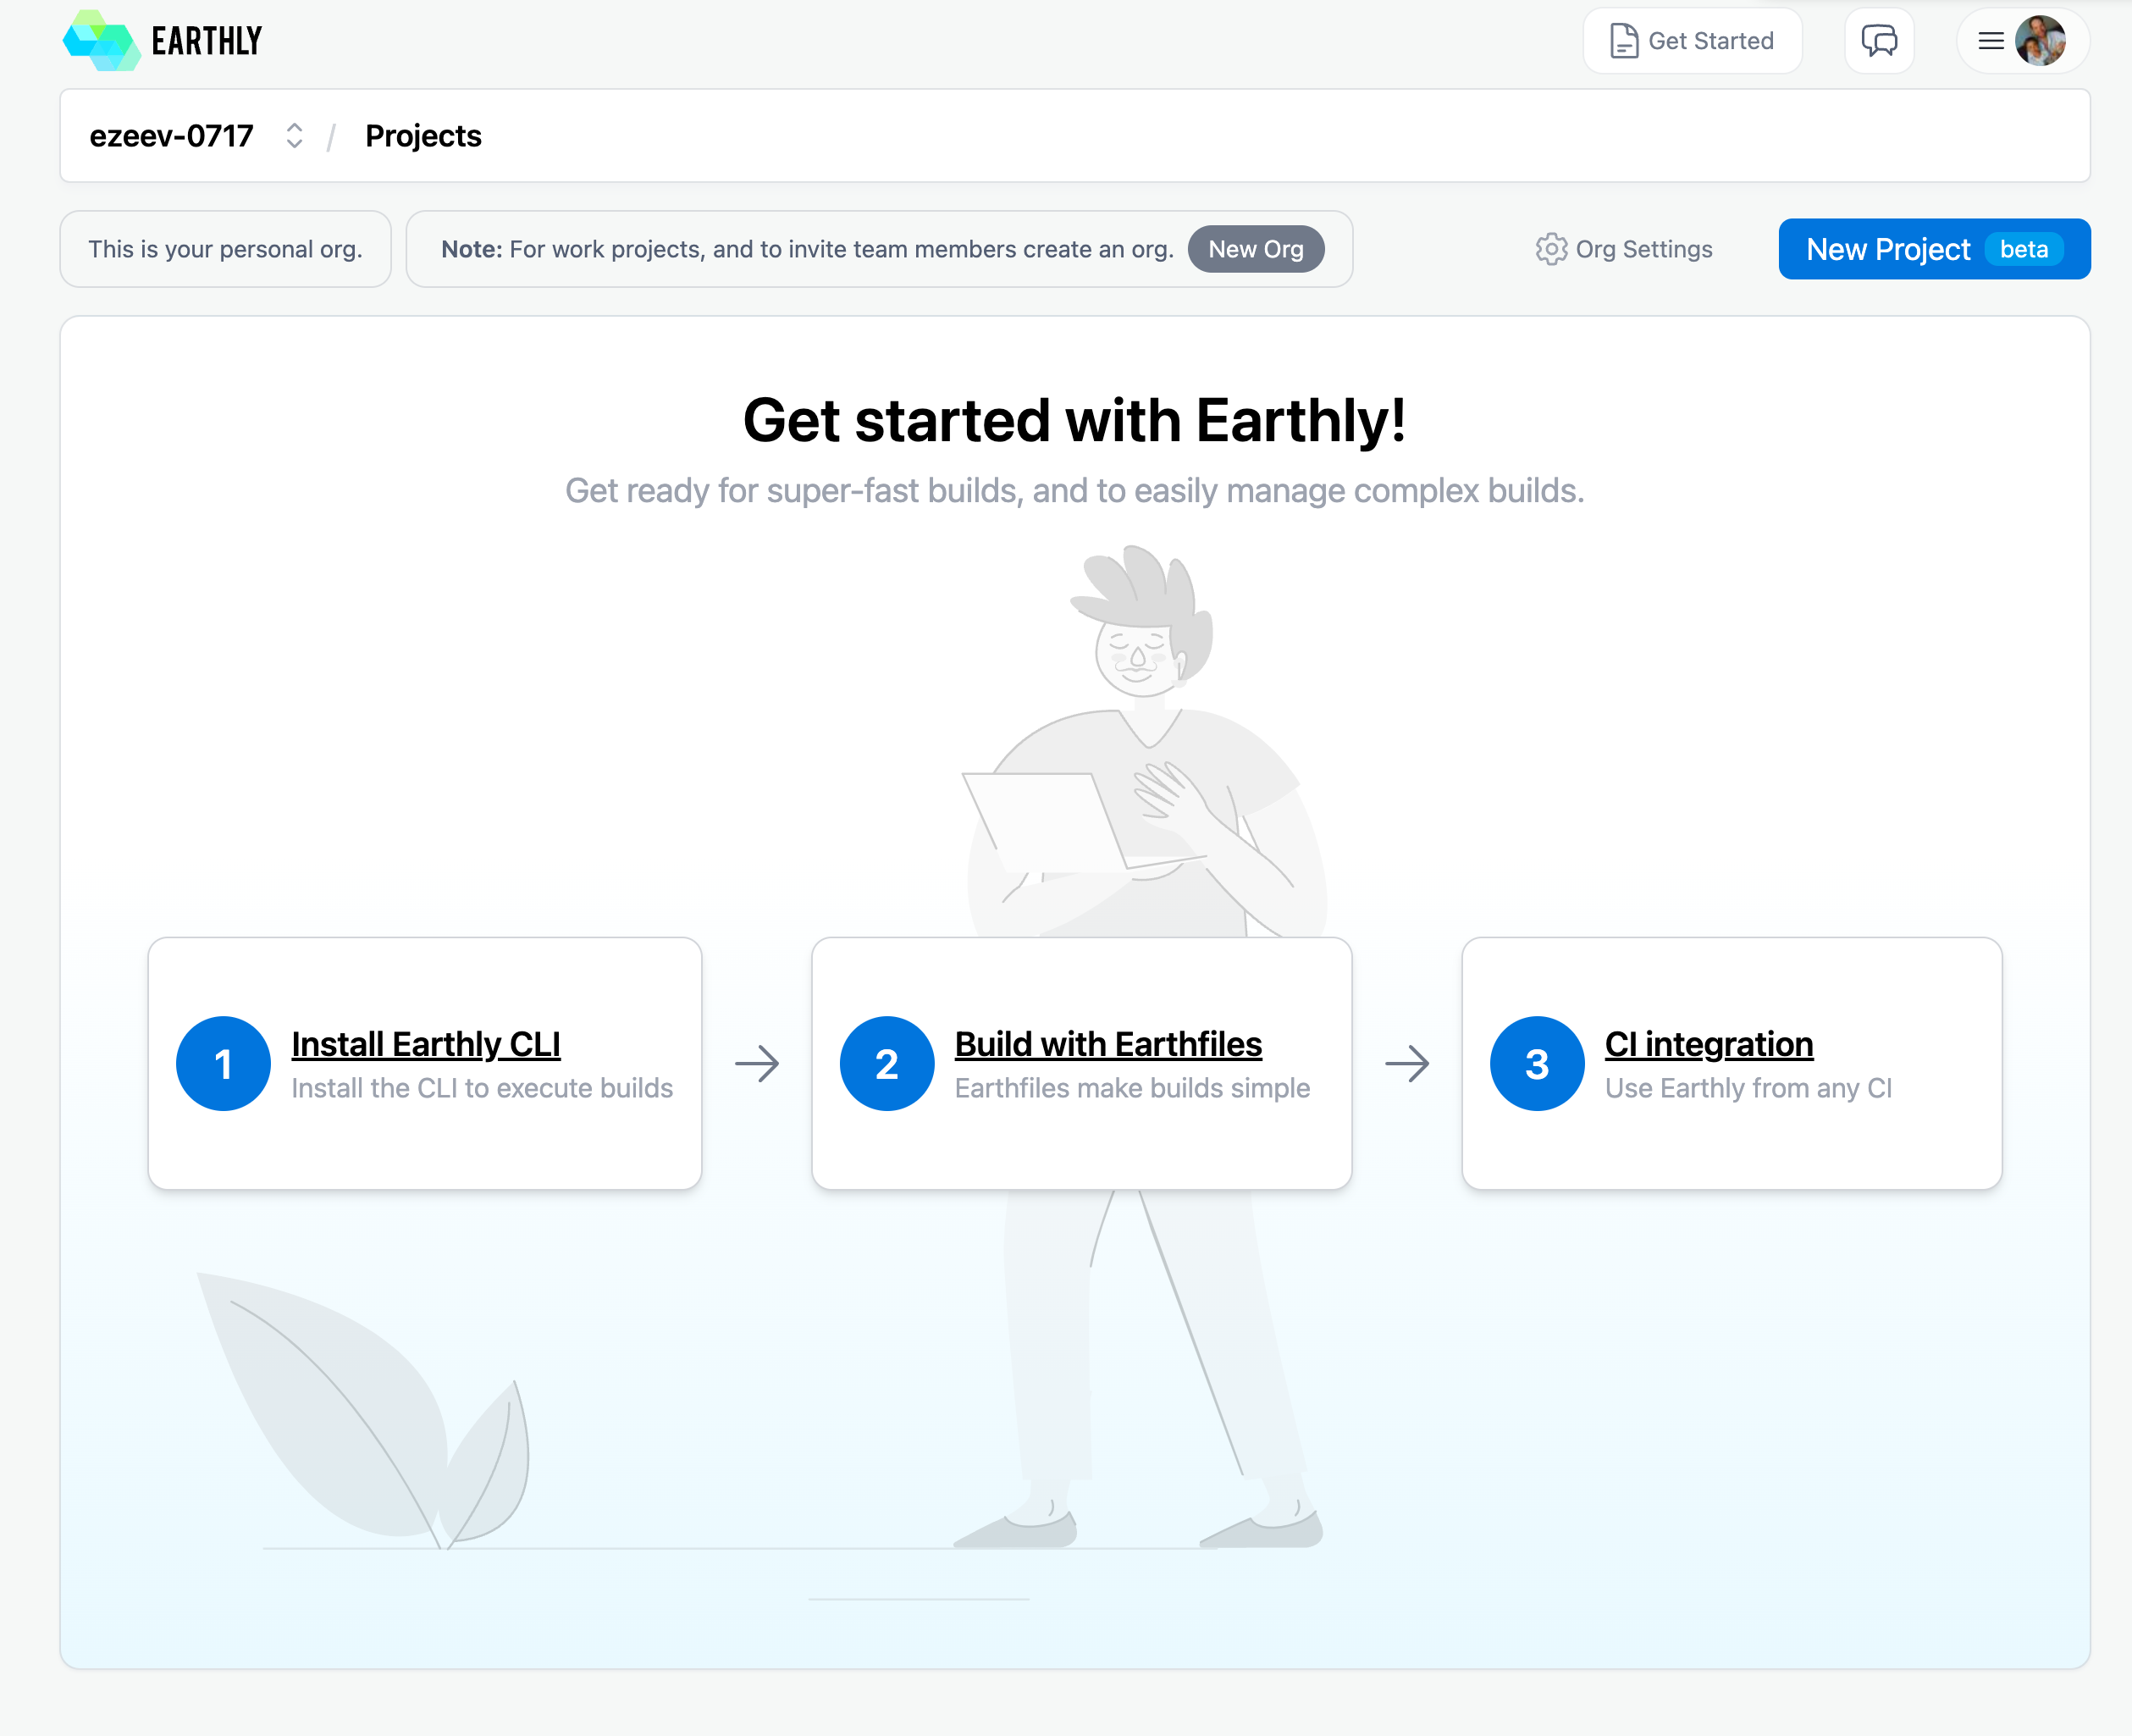 EARTHLY
Get Started
ezeev-0717 / Projects
This is your personal org.
Note: For work projects, and to invite team members create an org. New Org
Org Settings
New Project beta
Get started with Earthly!
Get ready for super-fast builds, and to easily manage complex builds.
1
Install Earthly CLI
Install the CLI to execute builds
2
Build with Earthfiles
Earthfiles make builds simple
3
CI integration
Use Earthly from any CI